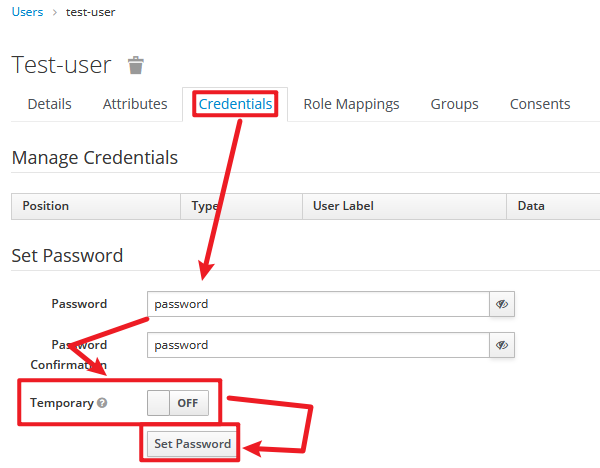 Users > test-user
Test-user
Details Attributes Credentials Role Mappings Groups Consents
Manage Credentials
Position Type User Label Data
Set Password
Password password
Password Confirmation password
Temporary OFF
Set Password